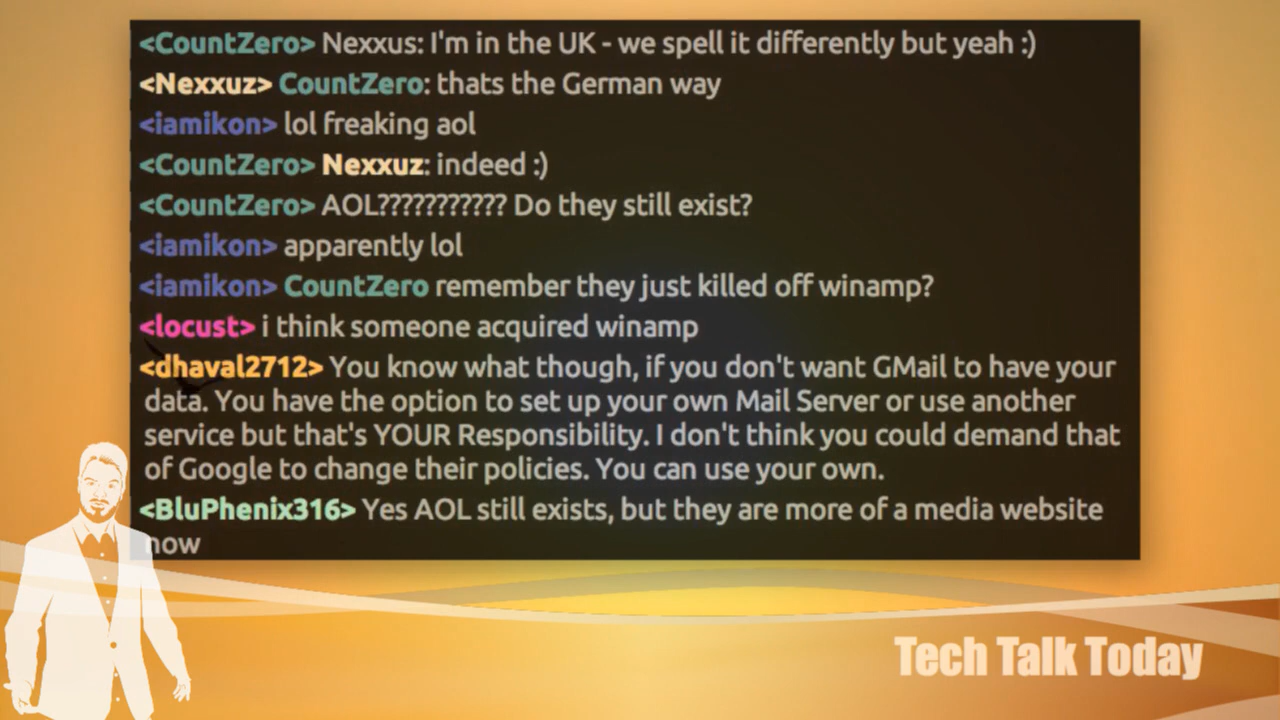 <CountZero> Nexxus: I'm in the UK - we spell it differently but yeah :)
<Nexxuz> CountZero: thats the German way
<iamikon> lol freaking aol
<CountZero> Nexxuz: indeed :)
<CountZero> AOL??????????? Do they still exist?
<iamikon> apparently lol
<iamikon> CountZero remember they just killed off winamp?
<locust> i think someone acquired winamp
<dhaval2712> You know what though, if you don't want GMail to have your
data. You have the option to set up your own Mail Server or use another
service but that's YOUR Responsibility. I don't think you could demand that
of Google to change their policies. You can use your own.
<BluPhenix316> Yes AOL still exists, but they are more of a media website
now
Tech Talk Today